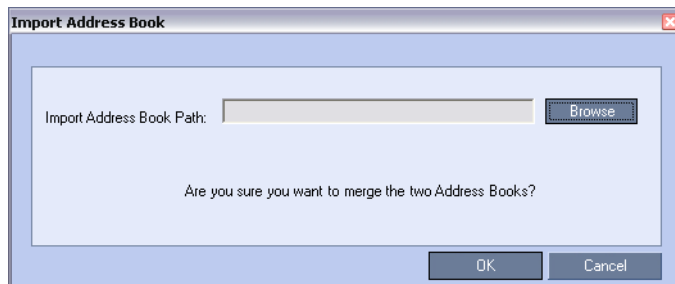 Import Address Book
Import Address Book Path:
Browse
Are you sure you want to merge the two Address Books?
OK
Cancel